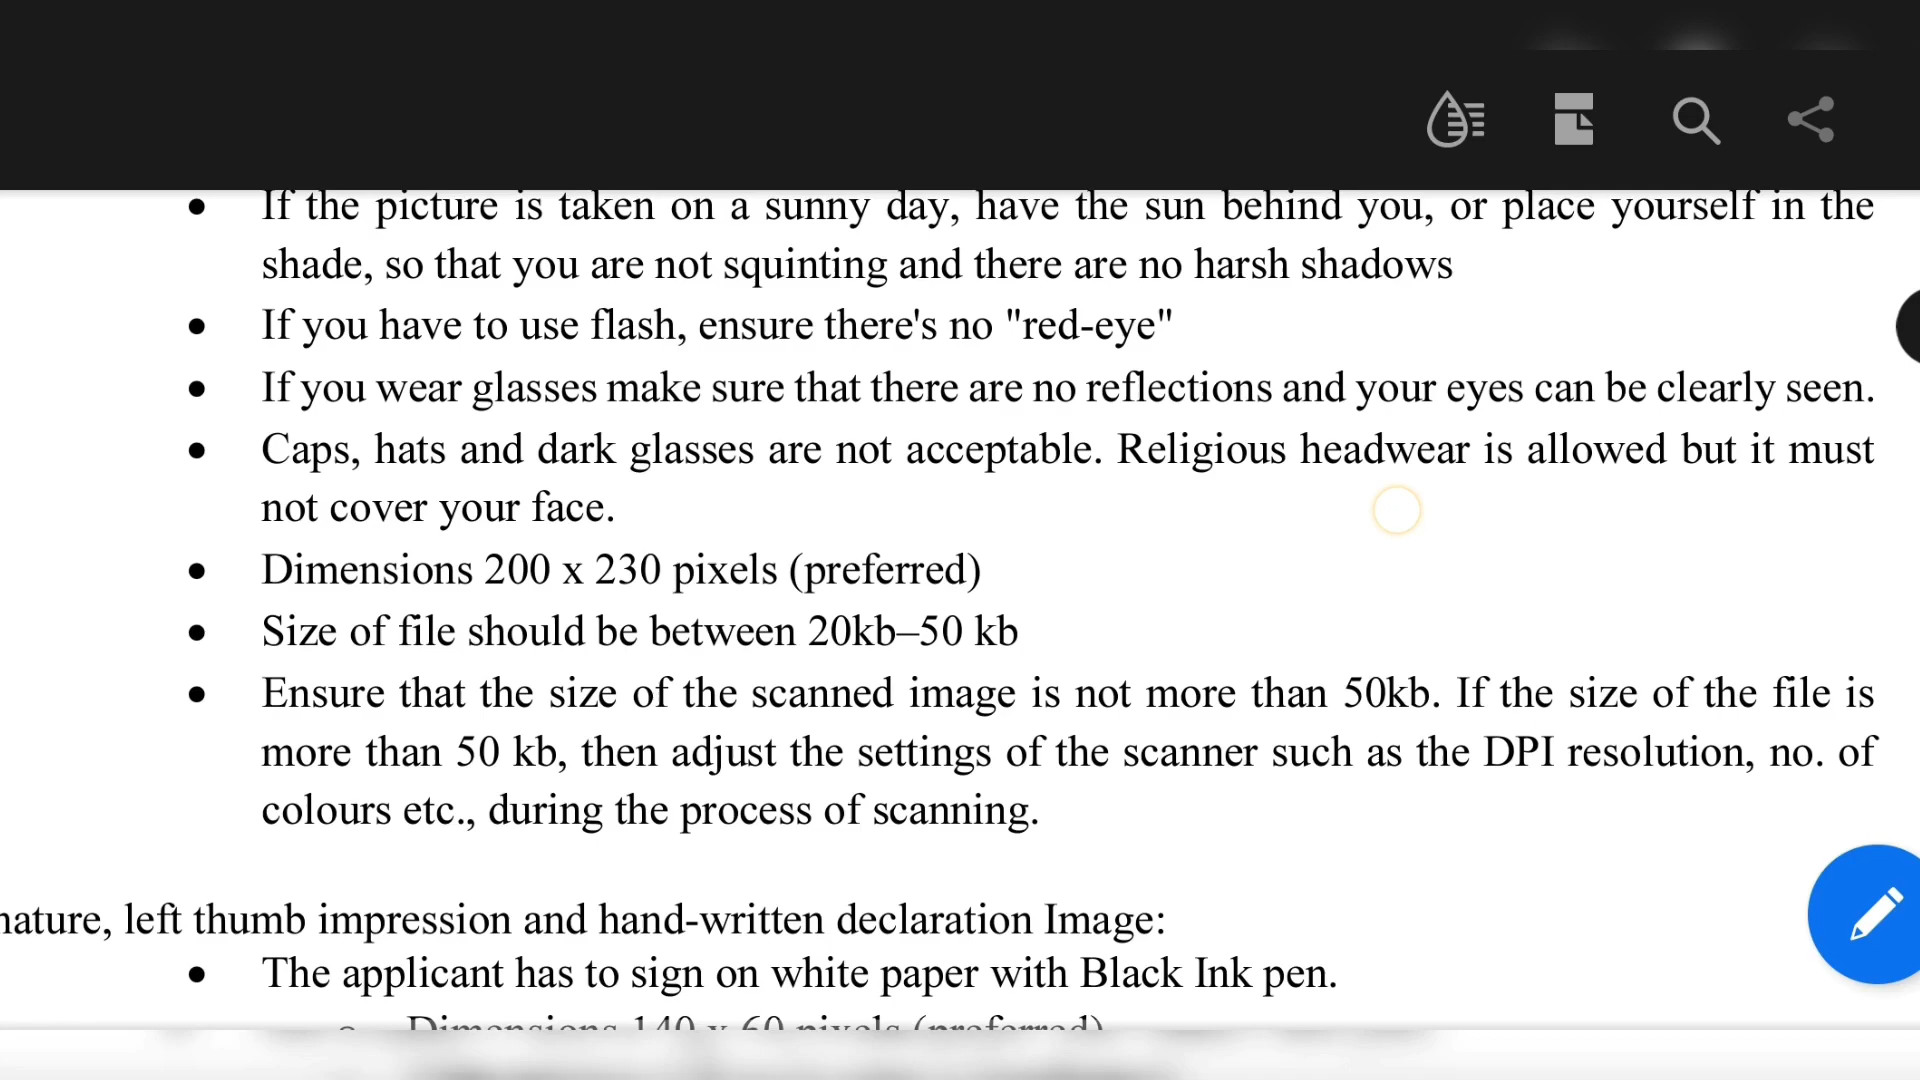 If the picture is taken on a sunny day, have the sun behind you, or place yourself in the
shade, so that you are not squinting and there are no harsh shadows
If you have to use flash, ensure there's no "red-eye"
If you wear glasses make sure that there are no reflections and your eyes can be clearly seen.
Caps, hats and dark glasses are not acceptable. Religious headwear is allowed but it must
not cover your face.
Dimensions 200 x 230 pixels (preferred)
Size of file should be between 20kb–50 kb
Ensure that the size of the scanned image is not more than 50kb. If the size of the file is
more than 50 kb, then adjust the settings of the scanner such as the DPI resolution, no. of
colours etc., during the process of scanning.
nature, left thumb impression and hand-written declaration Image:
The applicant has to sign on white paper with Black Ink pen.
Dimensions 140 x 60 pixels (preferred)